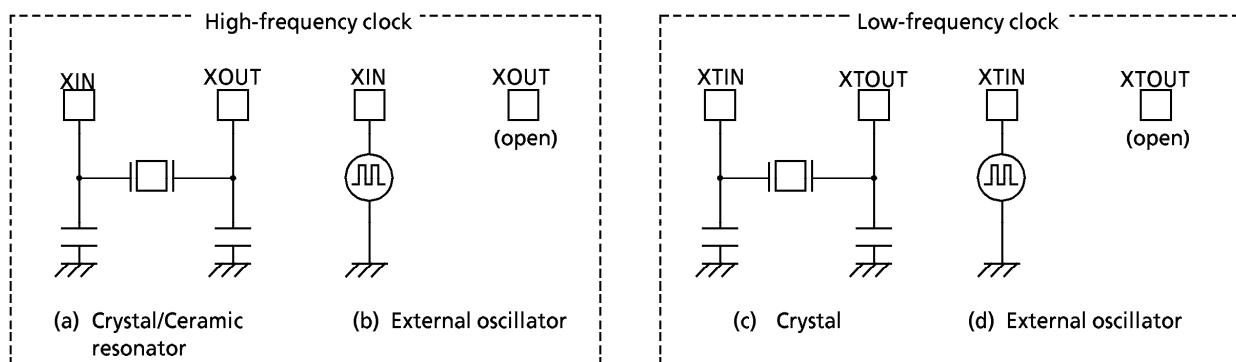 High-frequency clock
Low-frequency clock
XIN
XOUT
XIN
XOUT
(open)
XTIN
XTOUT
XTIN
XTOUT
(open)
(a) Crystal/Ceramic
resonator
(b) External oscillator
(c) Crystal
(d) External oscillator